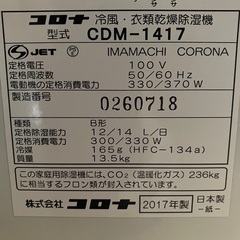 コロナ 冷風・衣類乾燥除湿機
型式 CDM-1417
JET IMAMACHI CORONA
定格電圧 100 V
定格周波数 50/60 Hz
電動機の定格消費電力 330/370 W
製造番号
0260718
種類 B形
定格除湿能力 12/14 L/日
定格消費電力 300/330 W
冷媒 165g (HFC-134a)
質量 13.5kg
この家庭用除湿機には、CO₂(温暖化ガス)236kg
に相当するフロン類が封入されています。
株式会社 コロナ 2017年製 日本製
-紙-